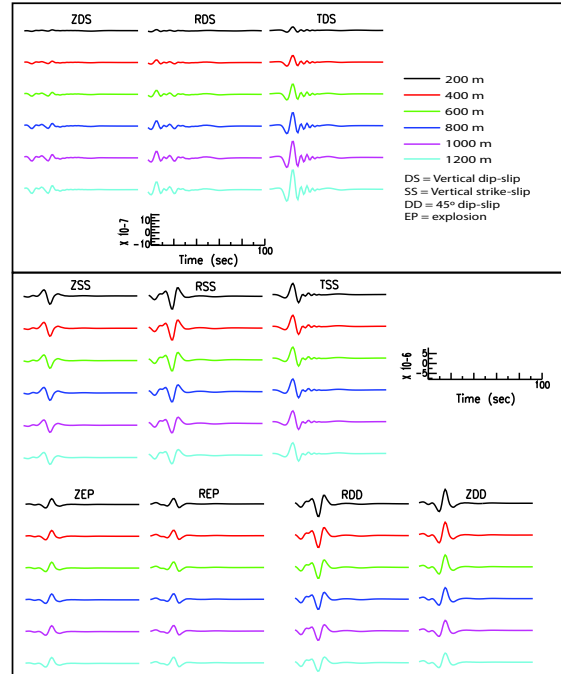 ZDS RDS TDS
200 m
400 m
600 m
800 m
1000 m
1200 m
DS = Vertical dip-slip
SS = Vertical strike-slip
DD = 45º dip-slip
EP = explosion
X 10-7
10
0
-10
100
Time (sec)
ZSS RSS TSS
X 10-6
5
0
-5
100
Time (sec)
ZEP REP RDD ZDD